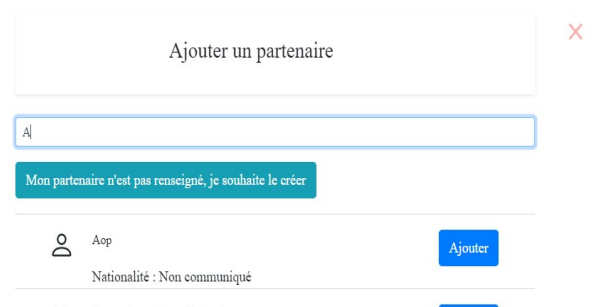 Ajouter un partenaire
A
Mon partenaire n'est pas renseigné, je souhaite le créer
Aop
Ajouter
Nationalité : Non communiqué